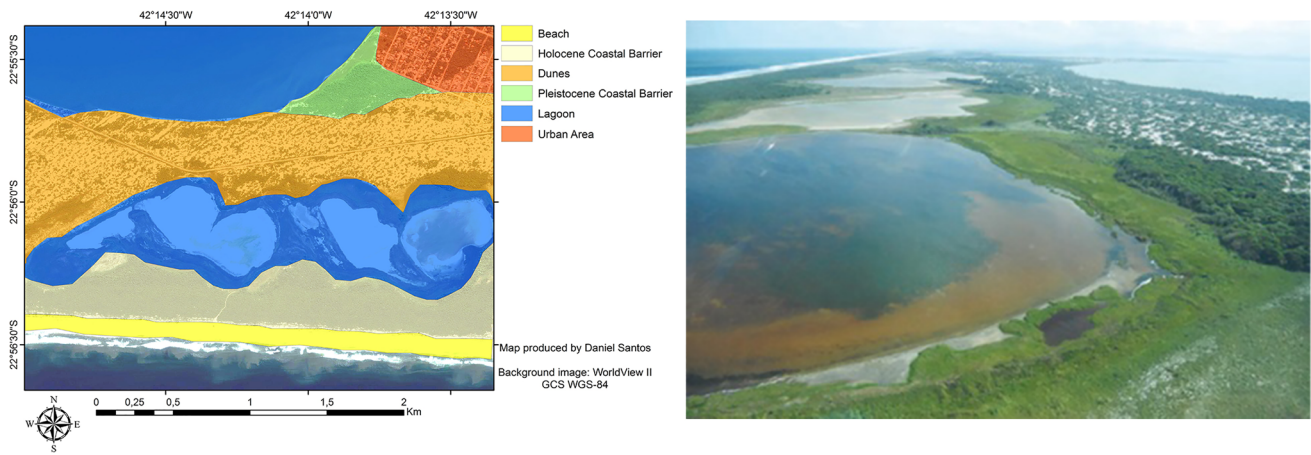 42°14'30"W 42°14'0"W 42°13'30"W
22°55'30"S
22°56'0"S
22°56'30"S
Beach
Holocene Coastal Barrier
Dunes
Pleistocene Coastal Barrier
Lagoon
Urban Area
Map produced by Daniel Santos
Background image: WorldView II
GCS WGS-84
N
W E
S
0 0,25 0,5 1 1,5 2
Km